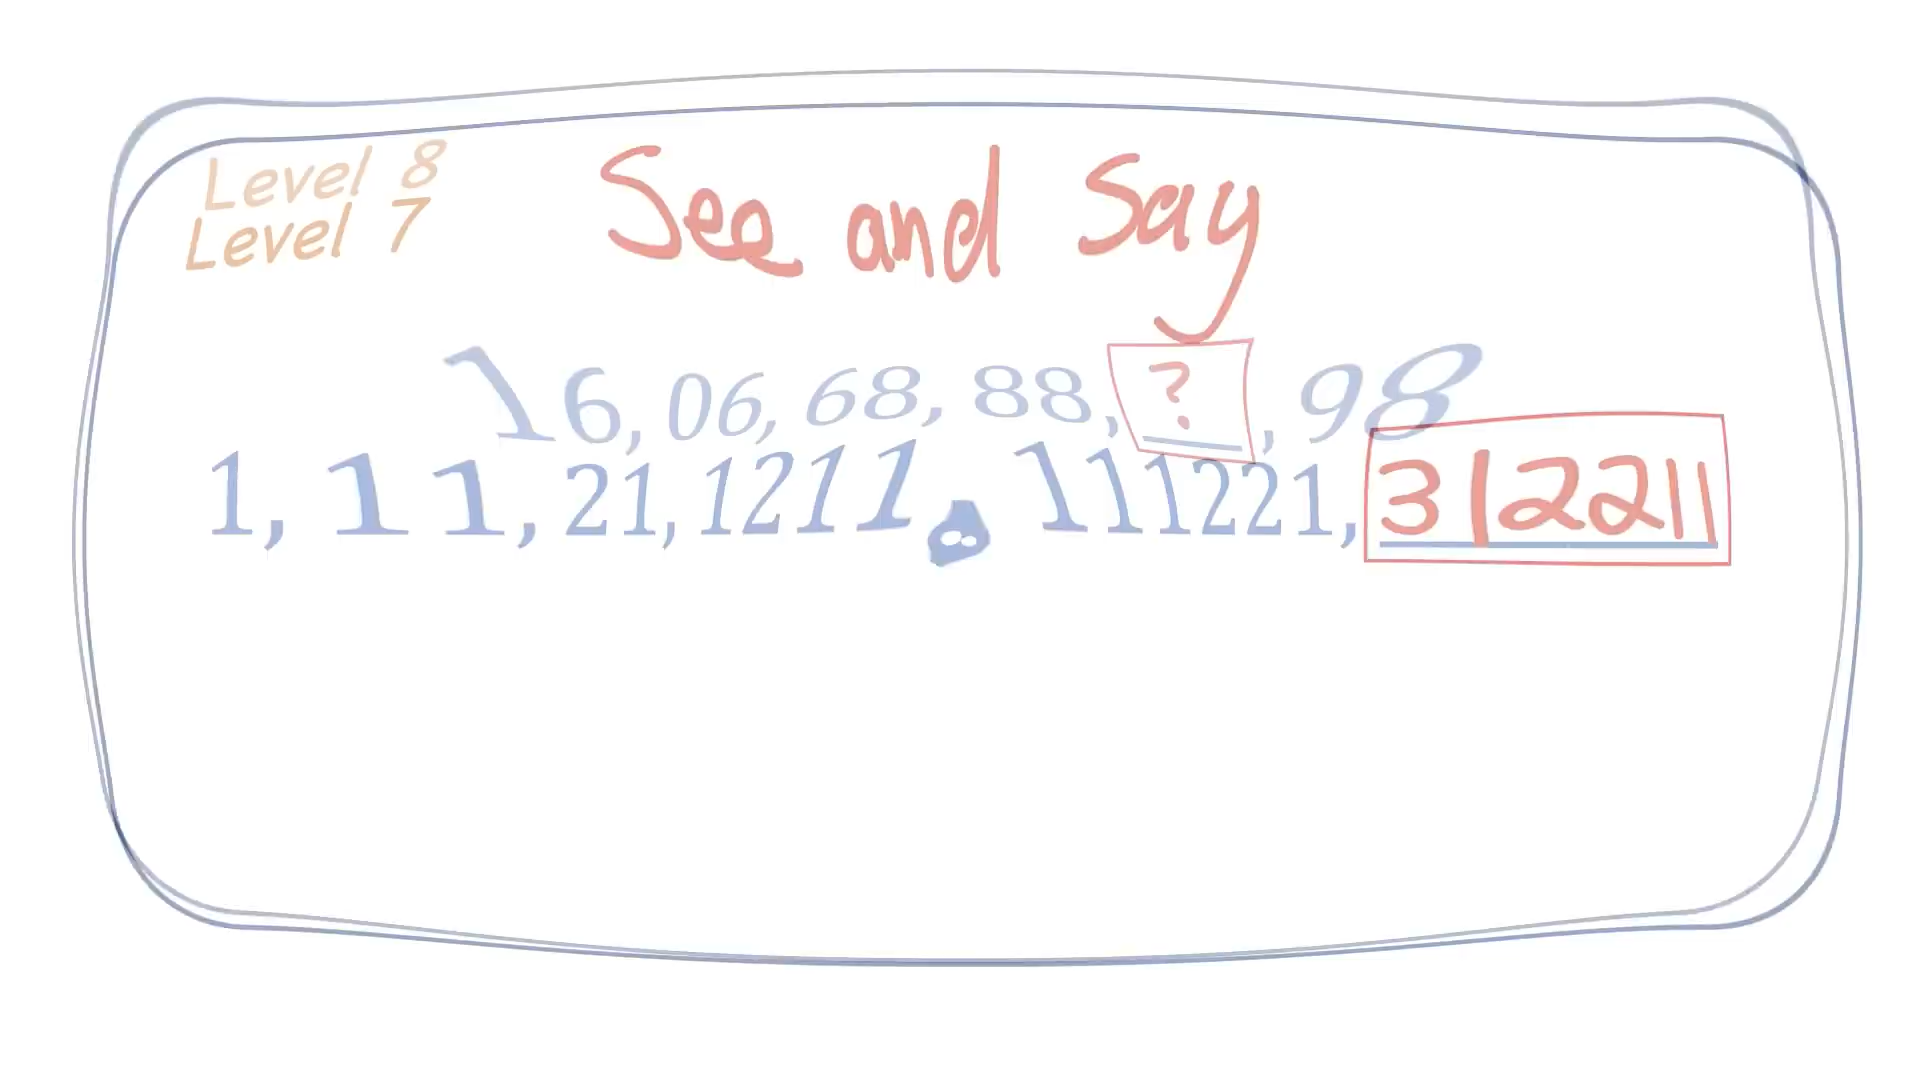 Level 8
Level 7
See and Say
16, 06, 68, 88, ?, 98
1, 11, 21, 1211, 111221, 312211